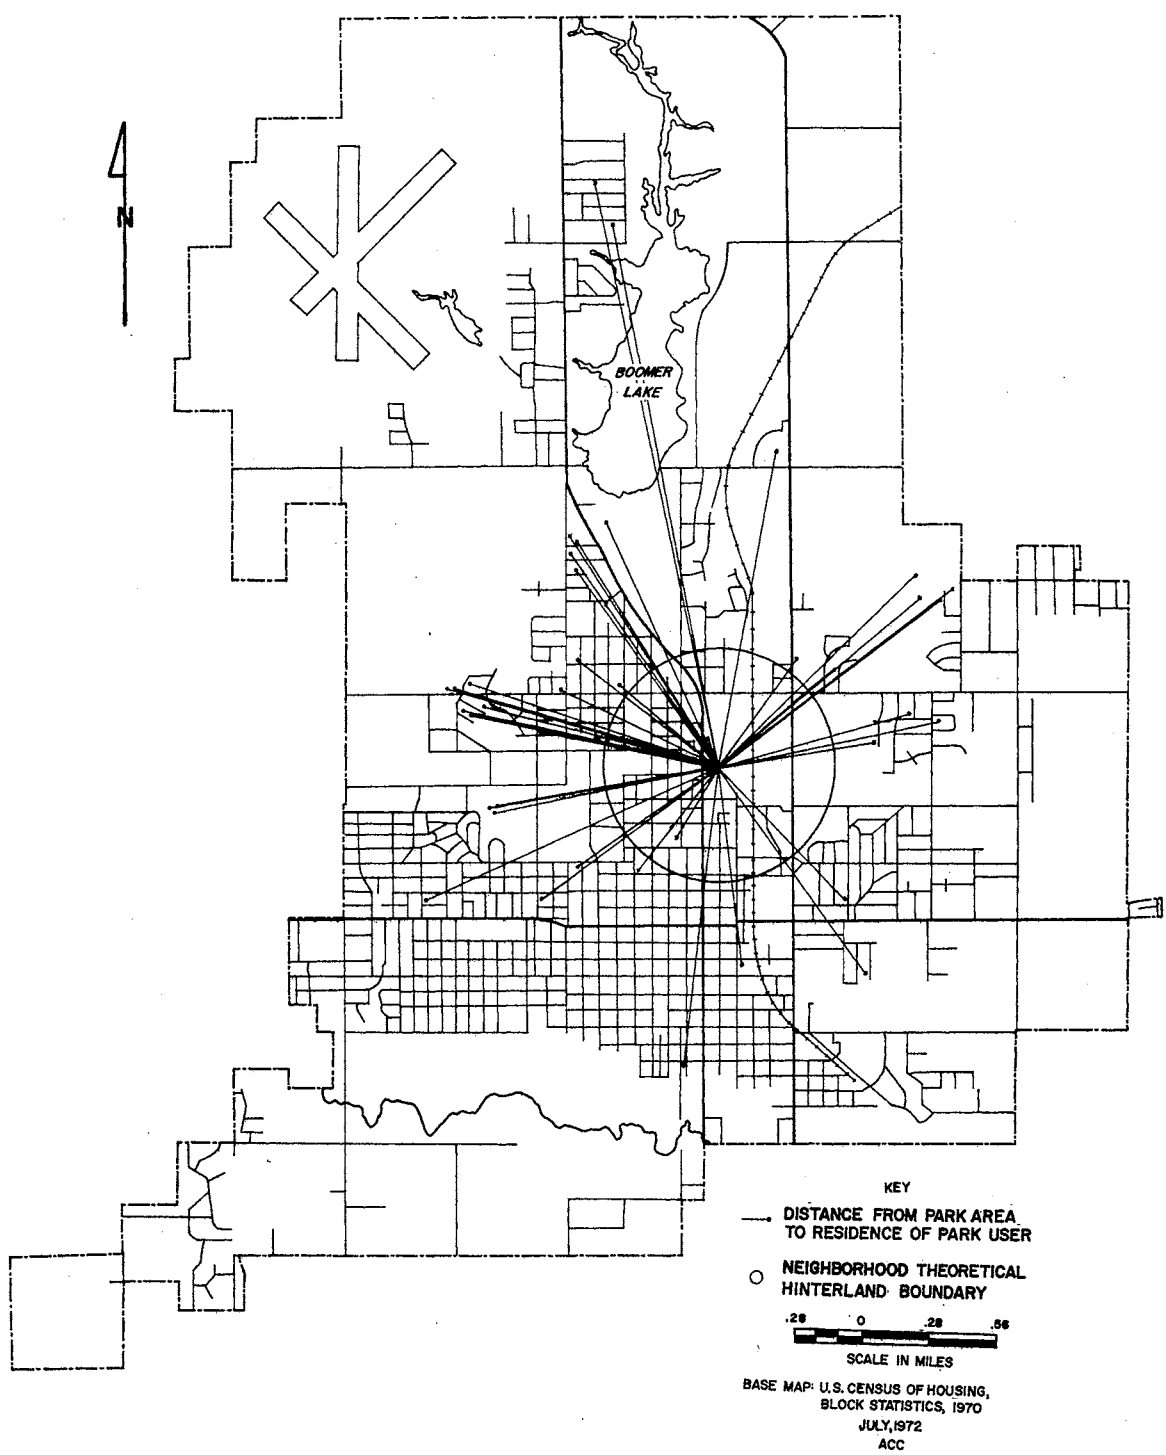 N
BOOMER
LAKE
KEY
DISTANCE FROM PARK AREA
TO RESIDENCE OF PARK USER
NEIGHBORHOOD THEORETICAL
HINTERLAND BOUNDARY
.28 0 .28 .56
SCALE IN MILES
BASE MAP: U.S. CENSUS OF HOUSING,
BLOCK STATISTICS, 1970
JULY, 1972
ACC